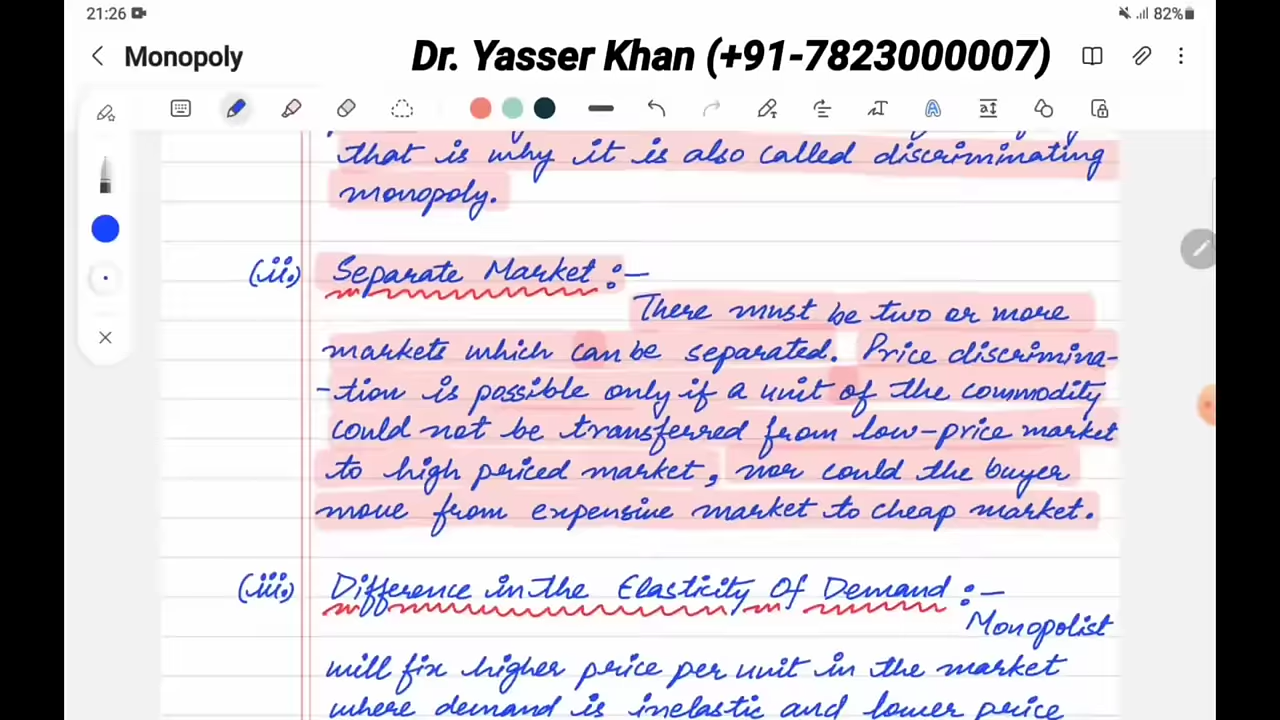 21:26
82%
Monopoly
Dr. Yasser Khan (+91-7823000007)
that is why it is also called discriminating
monopoly.
(ii.) Separate Market :-
There must be two or more
markets which can be separated. Price discrimina-
-tion is possible only if a unit of the commodity
could not be transferred from low-price market
to high priced market, nor could the buyer
move from expensive market to cheap market.
(iii.) Difference in the Elasticity Of Demand :-
Monopolist
will fix higher price per unit in the market
where demand is inelastic and lower price